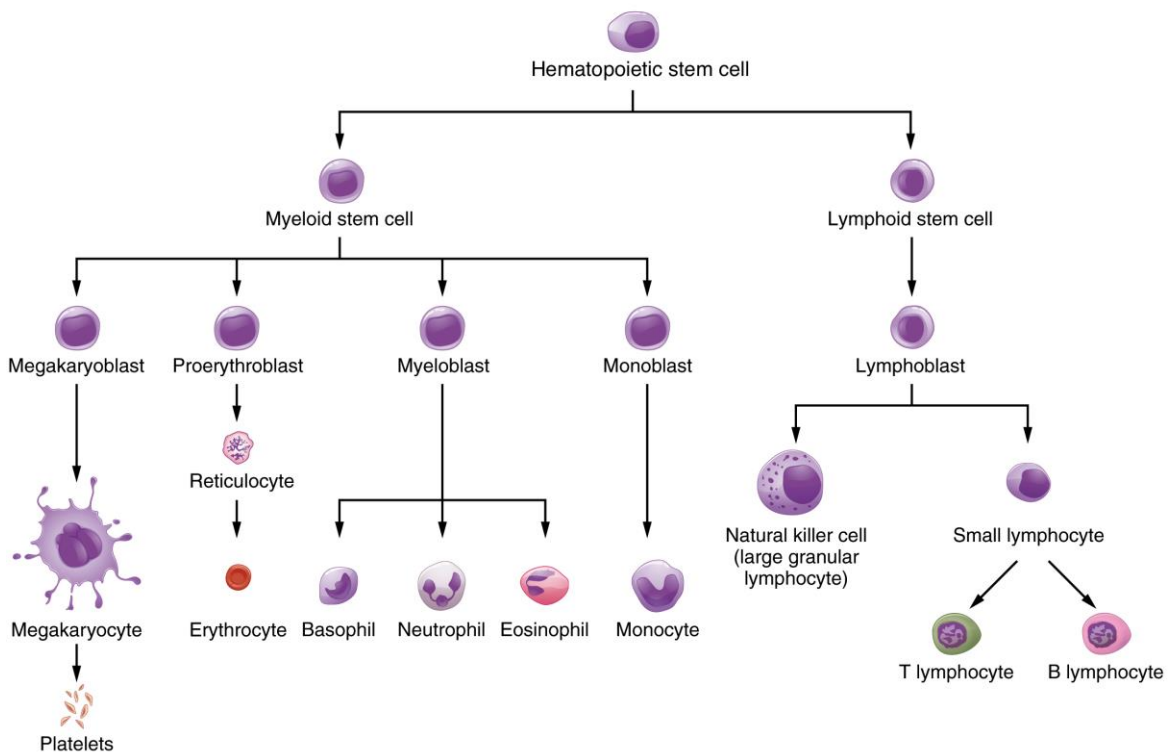 Hematopoietic stem cell
Myeloid stem cell
Lymphoid stem cell
Megakaryoblast
Proerythroblast
Myeloblast
Monoblast
Lymphoblast
Reticulocyte
Natural killer cell
(large granular
lymphocyte)
Small lymphocyte
Megakaryocyte
Erythrocyte
Basophil
Neutrophil
Eosinophil
Monocyte
T lymphocyte
B lymphocyte
Platelets